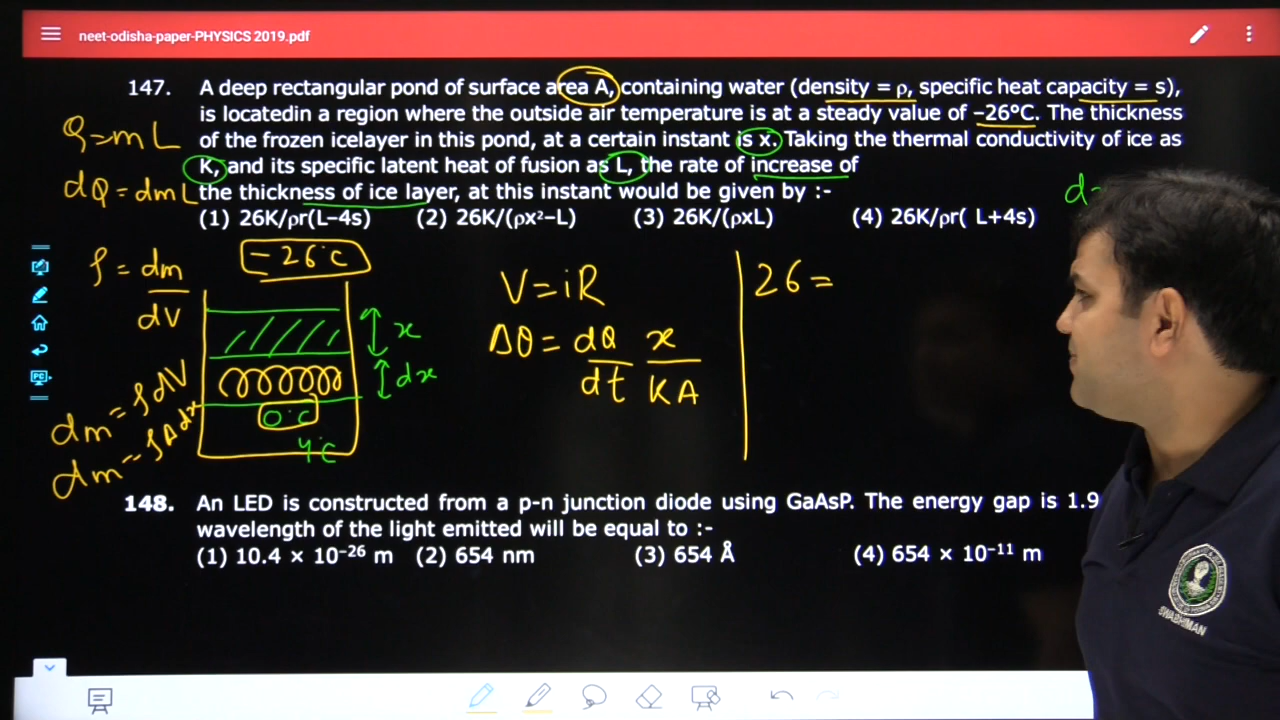 neet-odisha-paper-PHYSICS 2019.pdf
147. A deep rectangular pond of surface area A, containing water (density = ρ, specific heat capacity = s),
is locatedin a region where the outside air temperature is at a steady value of –26°C. The thickness
of the frozen icelayer in this pond, at a certain instant is x. Taking the thermal conductivity of ice as
K, and its specific latent heat of fusion as L, the rate of increase of
the thickness of ice layer, at this instant would be given by :-
(1) 26K/ρr(L–4s) (2) 26K/(ρx²–L) (3) 26K/(ρxL) (4) 26K/ρr( L+4s)
Q=mL
dQ = dm L
ρ = dm
dV
dm = ρ dV
dm = ρ A dx
-26°C
x
dx
0°C
4°C
V=iR
Δθ = dQ x
dt KA
26 =
148. An LED is constructed from a p-n junction diode using GaAsP. The energy gap is 1.9
wavelength of the light emitted will be equal to :-
(1) 10.4 × 10⁻²⁶ m (2) 654 nm (3) 654 Å (4) 654 × 10⁻¹¹ m
SWABHIMAN